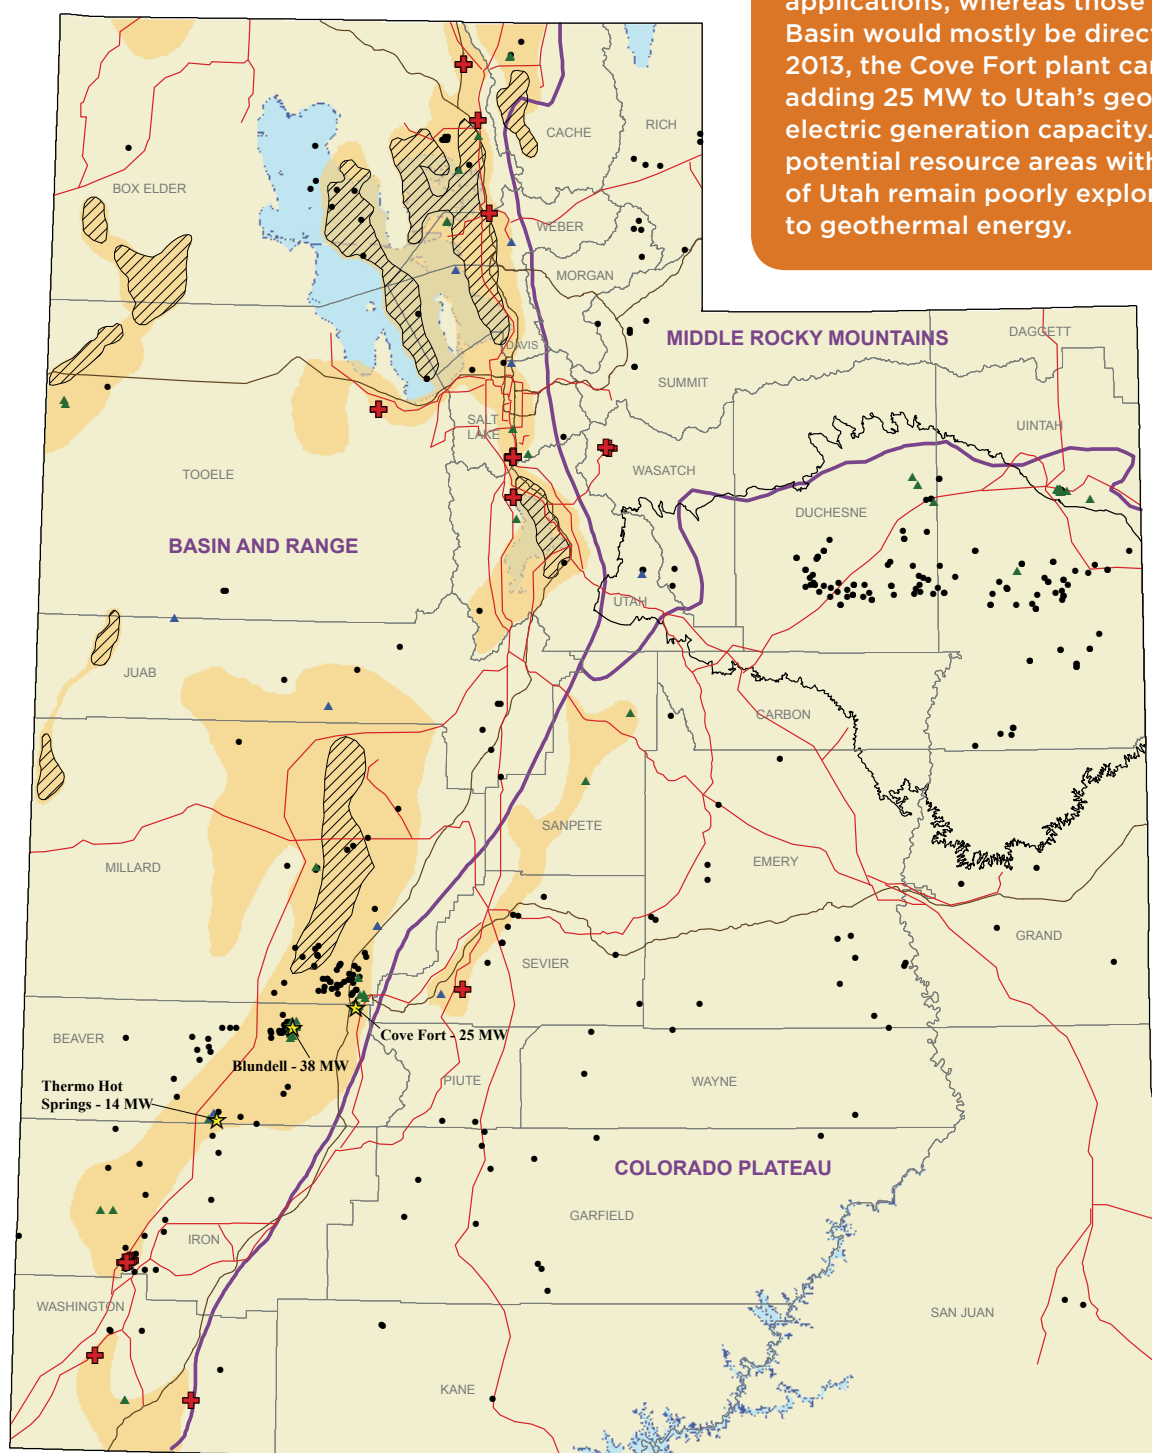 applications, whereas those
Basin would mostly be direct
2013, the Cove Fort plant car
adding 25 MW to Utah's geo
electric generation capacity.
potential resource areas with
of Utah remain poorly explor
to geothermal energy.
CACHE
RICH
BOX ELDER
WEBER
MORGAN
MIDDLE ROCKY MOUNTAINS
DAGGETT
DAVIS
SUMMIT
SALT
LAKE
UINTAH
TOOELE
WASATCH
DUCHESNE
BASIN AND RANGE
UTAH
JUAB
CARBON
SANPETE
MILLARD
EMERY
GRAND
SEVIER
BEAVER
Cove Fort - 25 MW
Blundell - 38 MW
Thermo Hot
Springs - 14 MW
PIUTE
WAYNE
COLORADO PLATEAU
GARFIELD
IRON
WASHINGTON
SAN JUAN
KANE